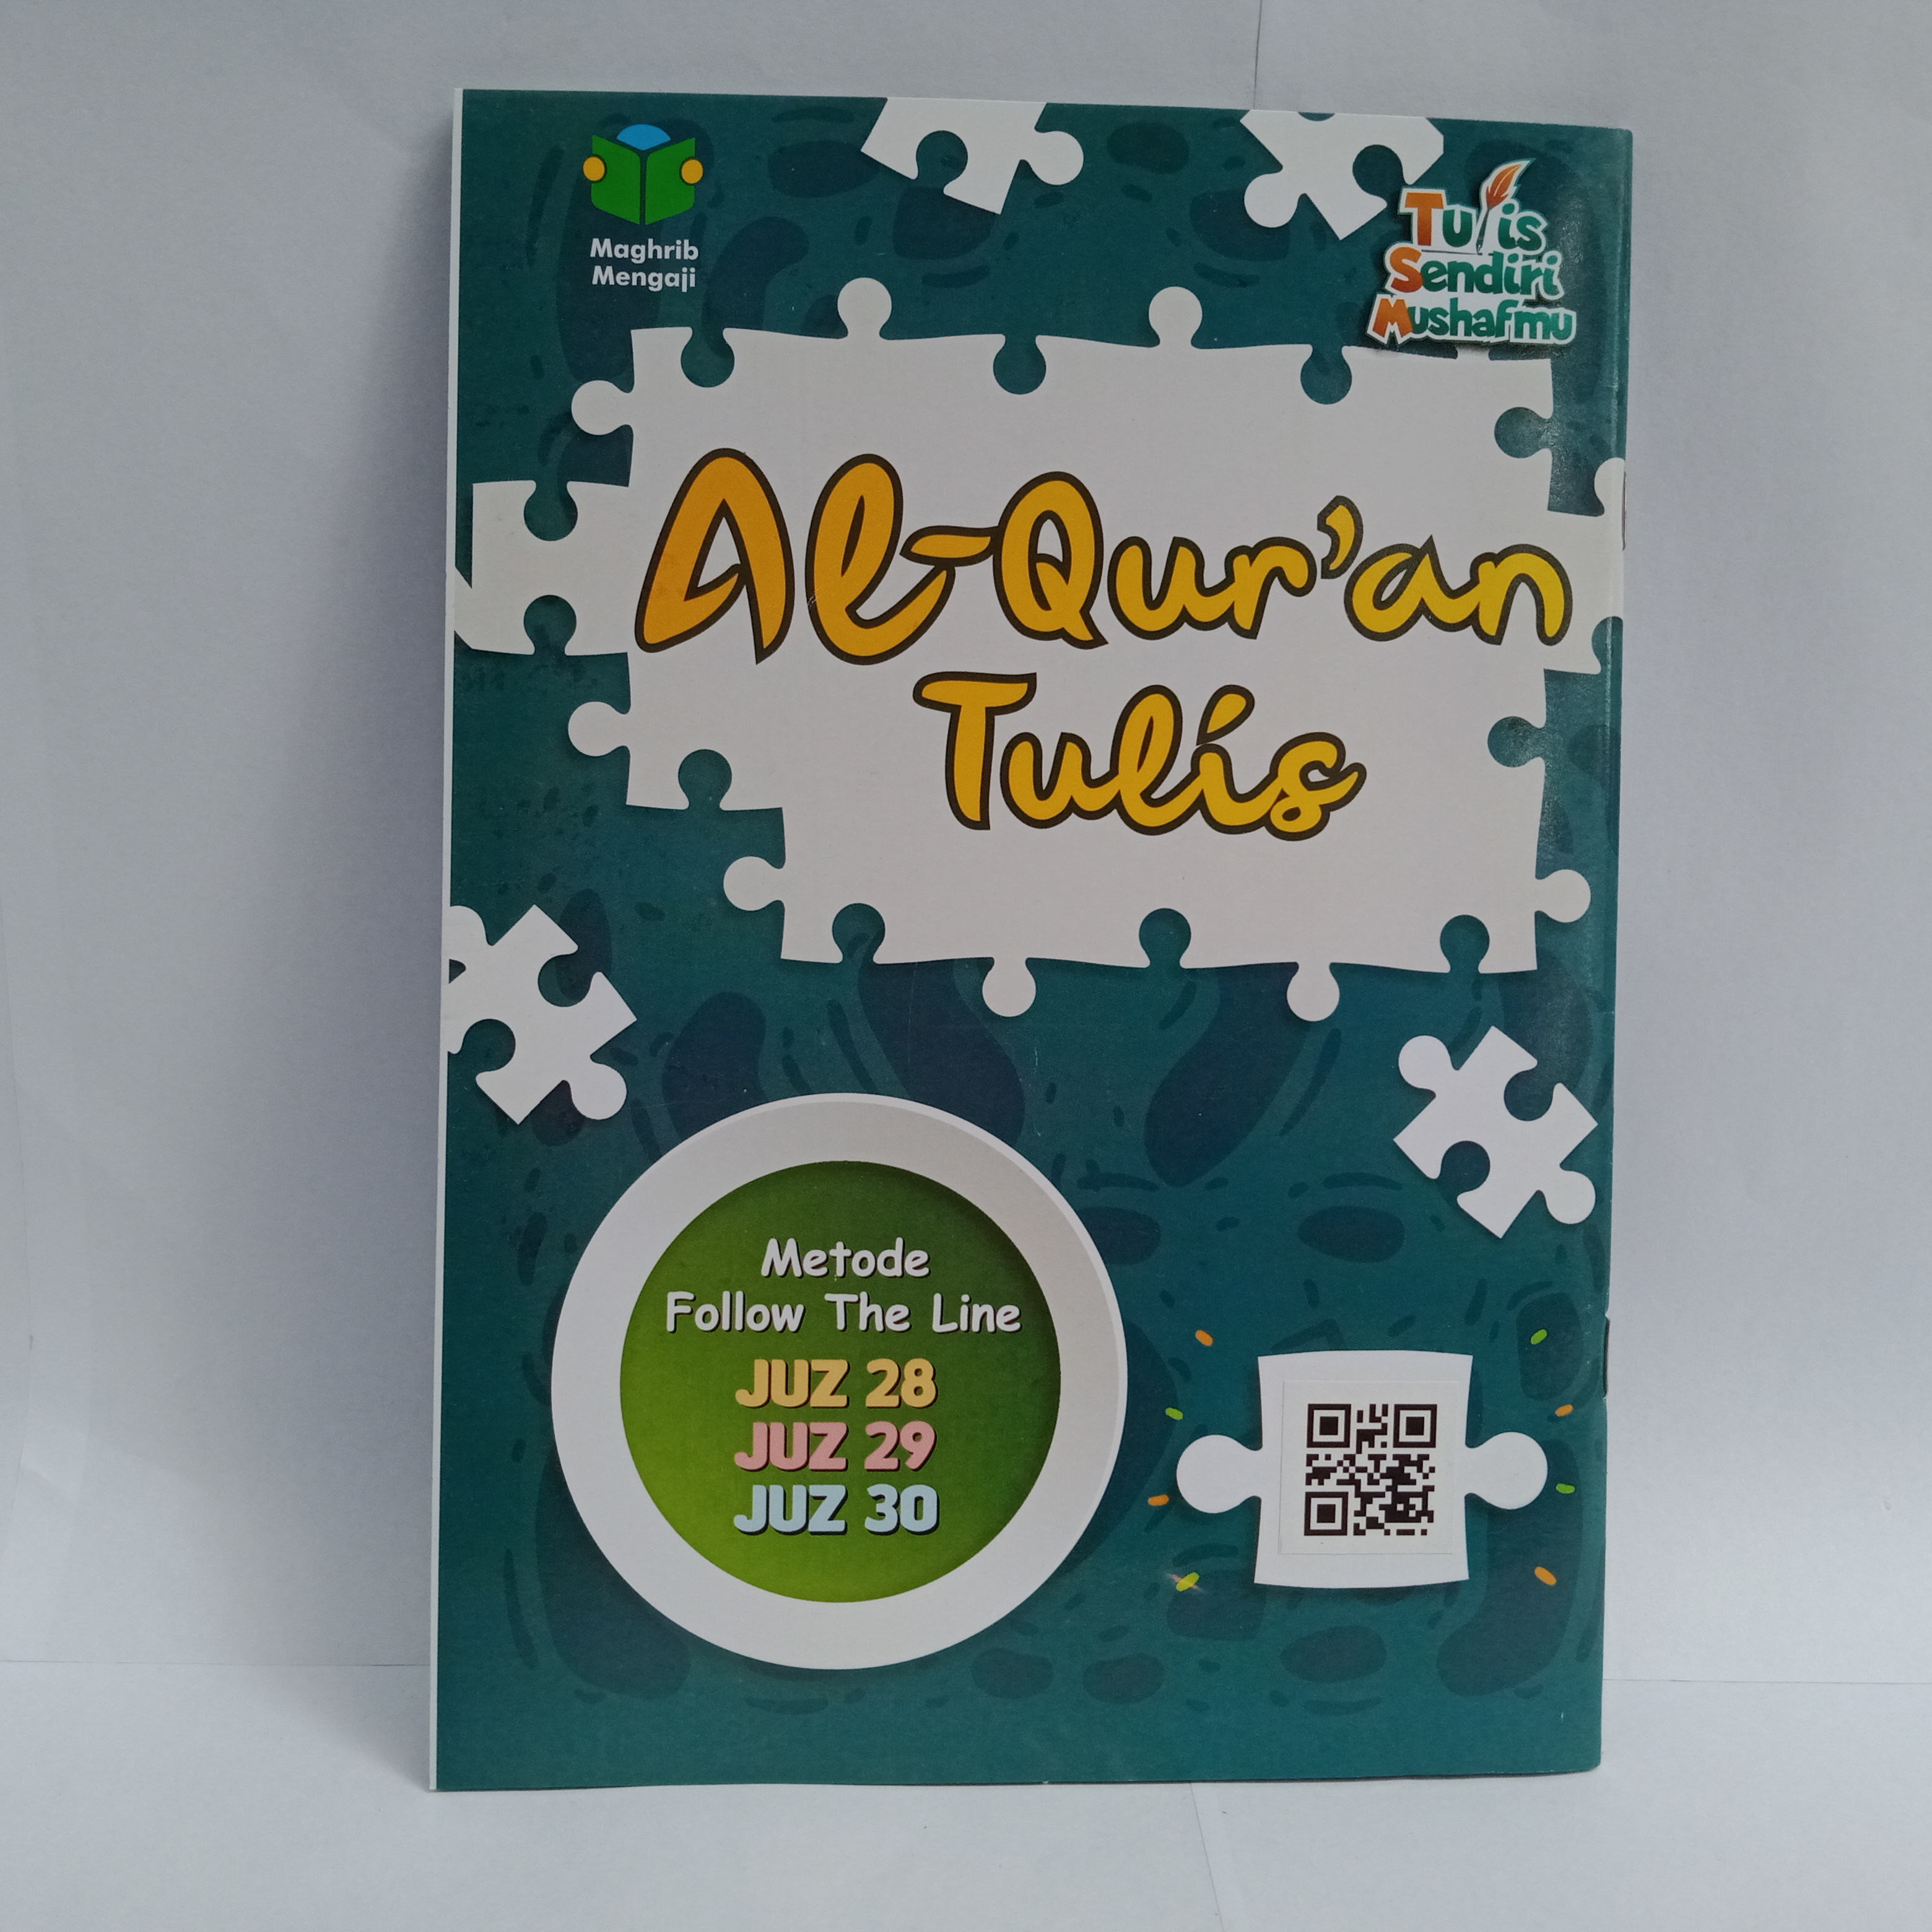 Maghrib
Mengaji
Tulis
Sendiri
Mushafmu
Al-Qur'an
Tulis
Metode
Follow The Line
JUZ 28
JUZ 29
JUZ 30